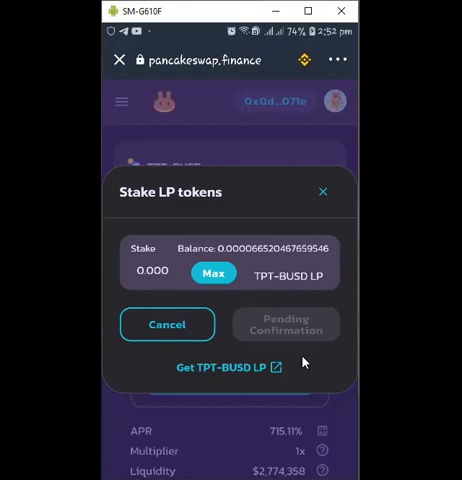 SM-G610F
74% 2:52 pm
pancakeswap.finance
0x0d...071e
TPT-BUSD
Stake LP tokens
Stake Balance: 0.000066520467659546
0.000 Max TPT-BUSD LP
Cancel
Pending
Confirmation
Get TPT-BUSD LP
APR 715.11%
Multiplier 1x
Liquidity $2,774,358